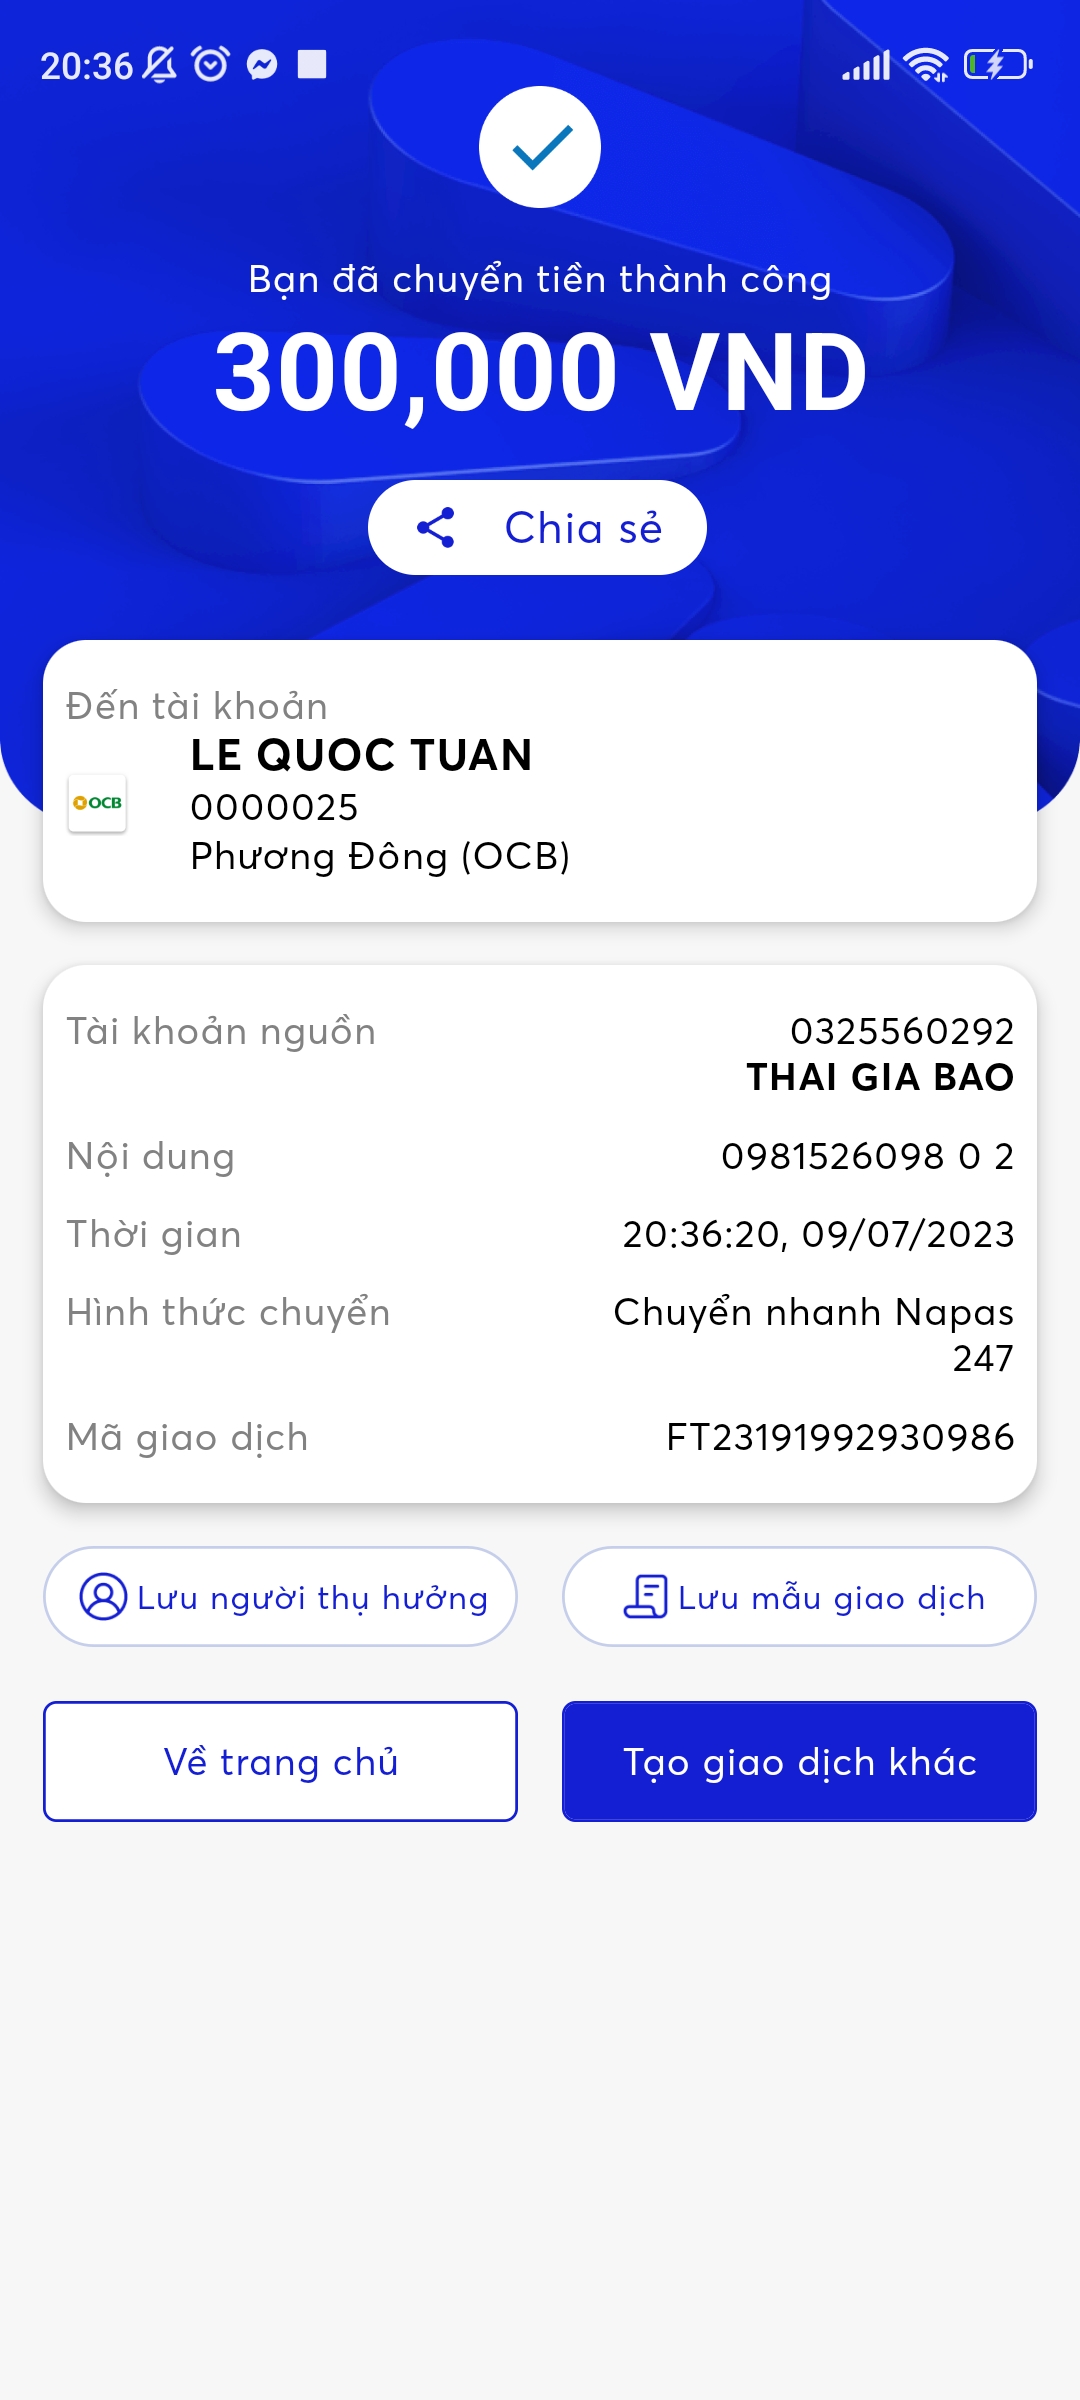 20:36
Bạn đã chuyển tiền thành công
300,000 VND
Chia sẻ
Đến tài khoản
LE QUOC TUAN
OCB
0000025
Phương Đông (OCB)
Tài khoản nguồn 0325560292
THAI GIA BAO
Nội dung 0981526098 0 2
Thời gian 20:36:20, 09/07/2023
Hình thức chuyển Chuyển nhanh Napas
247
Mã giao dịch FT23191992930986
Lưu người thụ hưởng Lưu mẫu giao dịch
Về trang chủ Tạo giao dịch khác